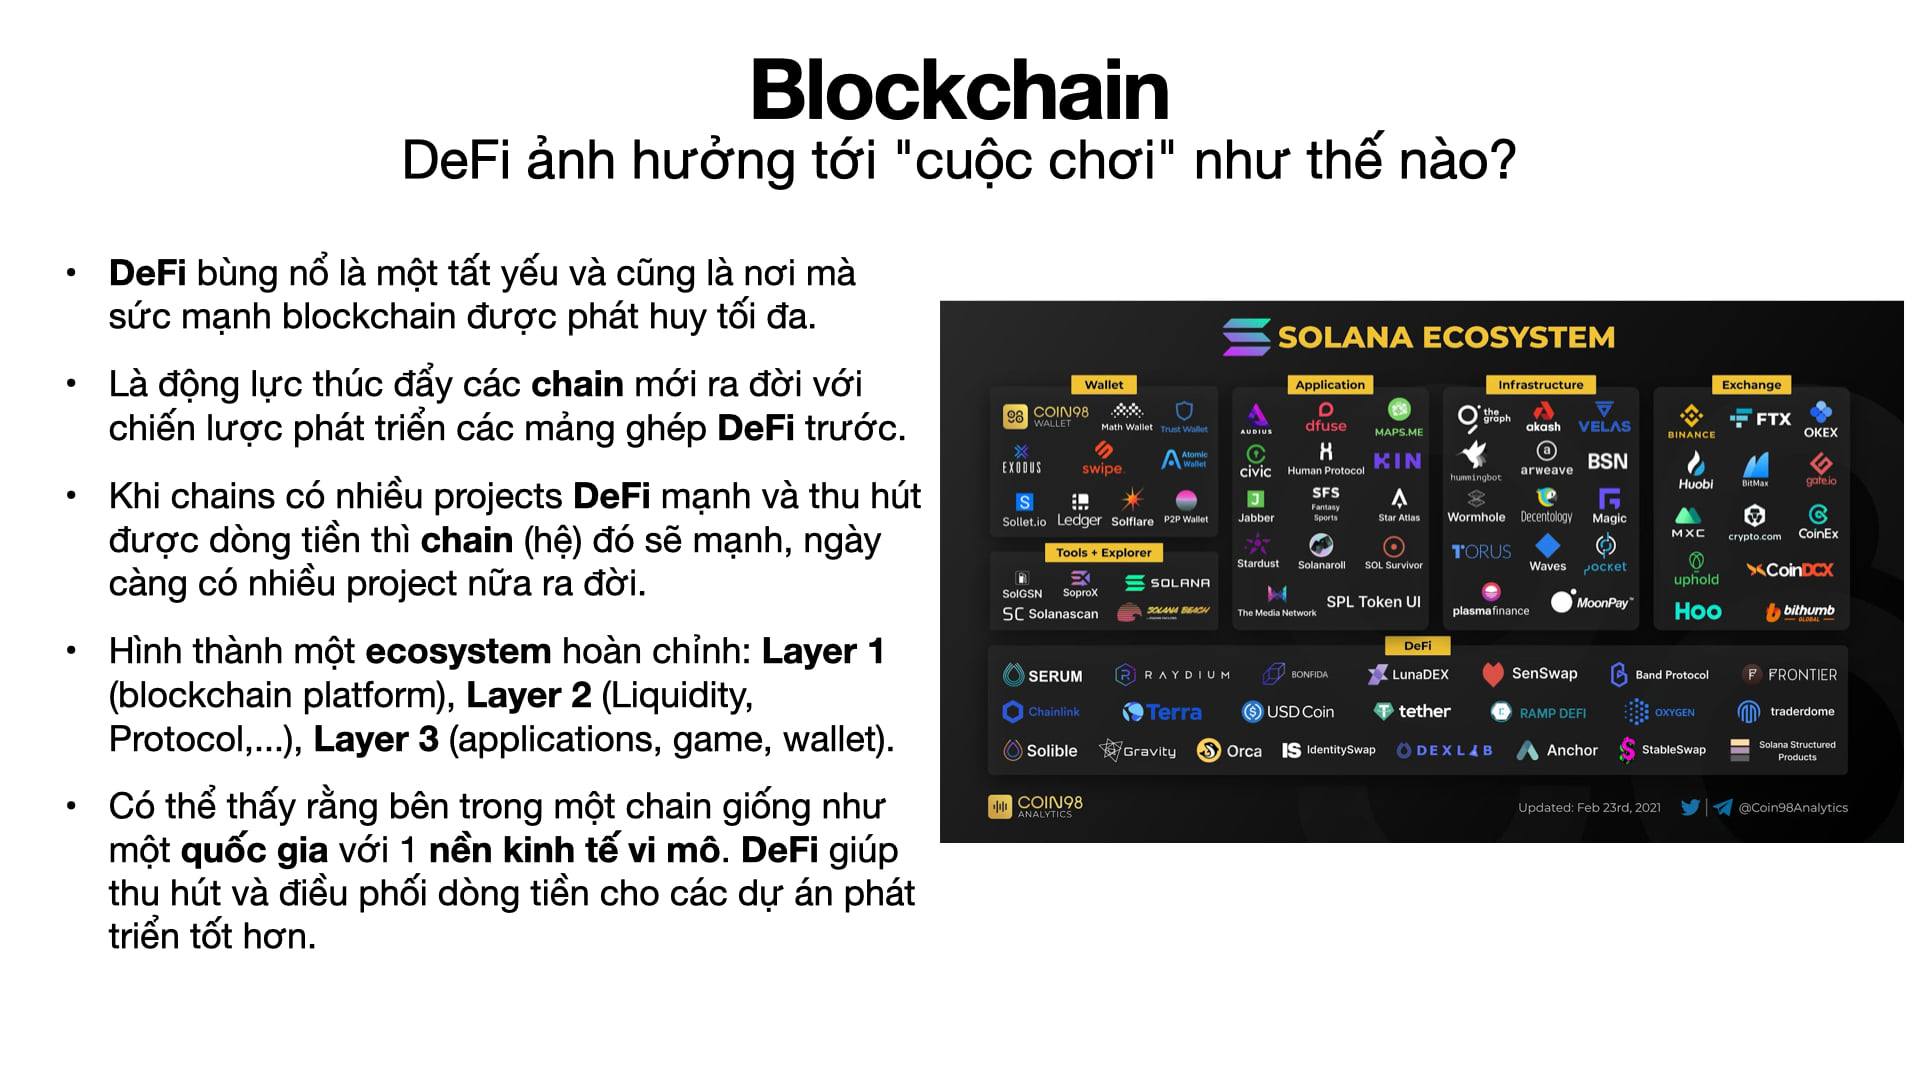 Blockchain
DeFi ảnh hưởng tới "cuộc chơi" như thế nào?
• DeFi bùng nổ là một tất yếu và cũng là nơi mà
sức mạnh blockchain được phát huy tối đa.
• Là động lực thúc đẩy các chain mới ra đời với
chiến lược phát triển các mảng ghép DeFi trước.
• Khi chains có nhiều projects DeFi mạnh và thu hút
được dòng tiền thì chain (hệ) đó sẽ mạnh, ngày
càng có nhiều project nữa ra đời.
• Hình thành một ecosystem hoàn chỉnh: Layer 1
(blockchain platform), Layer 2 (Liquidity,
Protocol,...), Layer 3 (applications, game, wallet).
• Có thể thấy rằng bên trong một chain giống như
một quốc gia với 1 nền kinh tế vi mô. DeFi giúp
thu hút và điều phối dòng tiền cho các dự án phát
triển tốt hơn.
SOLANA ECOSYSTEM
Wallet
COIN98 WALLET Math Wallet Trust Wallet
EXODUS swipe Atomic Wallet
Sollet.io Ledger Solflare P2P Wallet
Tools + Explorer
SolGSN SoproX SOLANA
SC Solanascan SOLANA BEACH
Application
AUDIUS dfuse MAPS.ME
civic Human Protocol KIN
Jabber SFS Fantasy Sports Star Atlas
Stardust Solanaroll SOL Survivor
The Media Network SPL Token UI
Infrastructure
the graph akash VELAS
hummingbot arweave BSN
Wormhole Decentology Magic
TORUS Waves pocket
plasmafinance MoonPay™
Exchange
BINANCE FTX OKEX
Huobi BitMax gate.io
MXC crypto.com CoinEx
uphold CoinDCX
Hoo bithumb GLOBAL
DeFi
SERUM RAYDIUM BONFIDA LunaDEX SenSwap Band Protocol FRONTIER
Chainlink Terra USD Coin tether RAMP DEFI OXYGEN traderdome
Solible Gravity Orca IS IdentitySwap DEXLAB Anchor StableSwap Solana Structured Products
COIN98
ANALYTICS
Updated: Feb 23rd, 2021 @Coin98Analytics